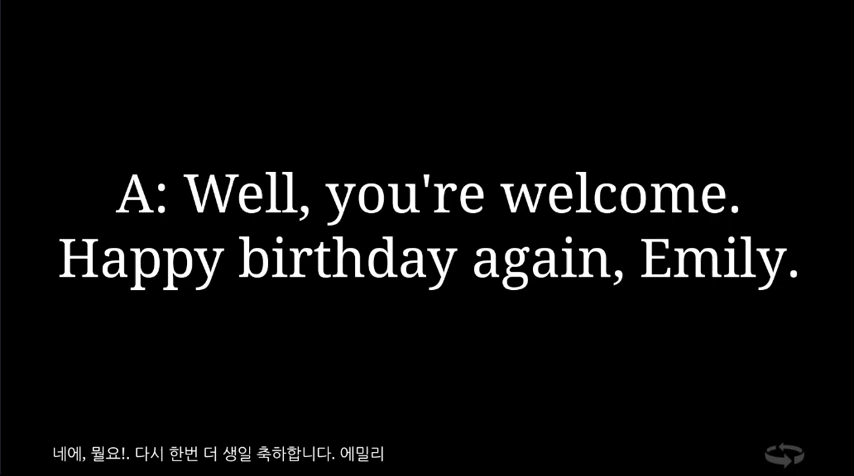 A: Well, you're welcome.
Happy birthday again, Emily.
네에, 뭘요!. 다시 한번 더 생일 축하합니다. 에밀리